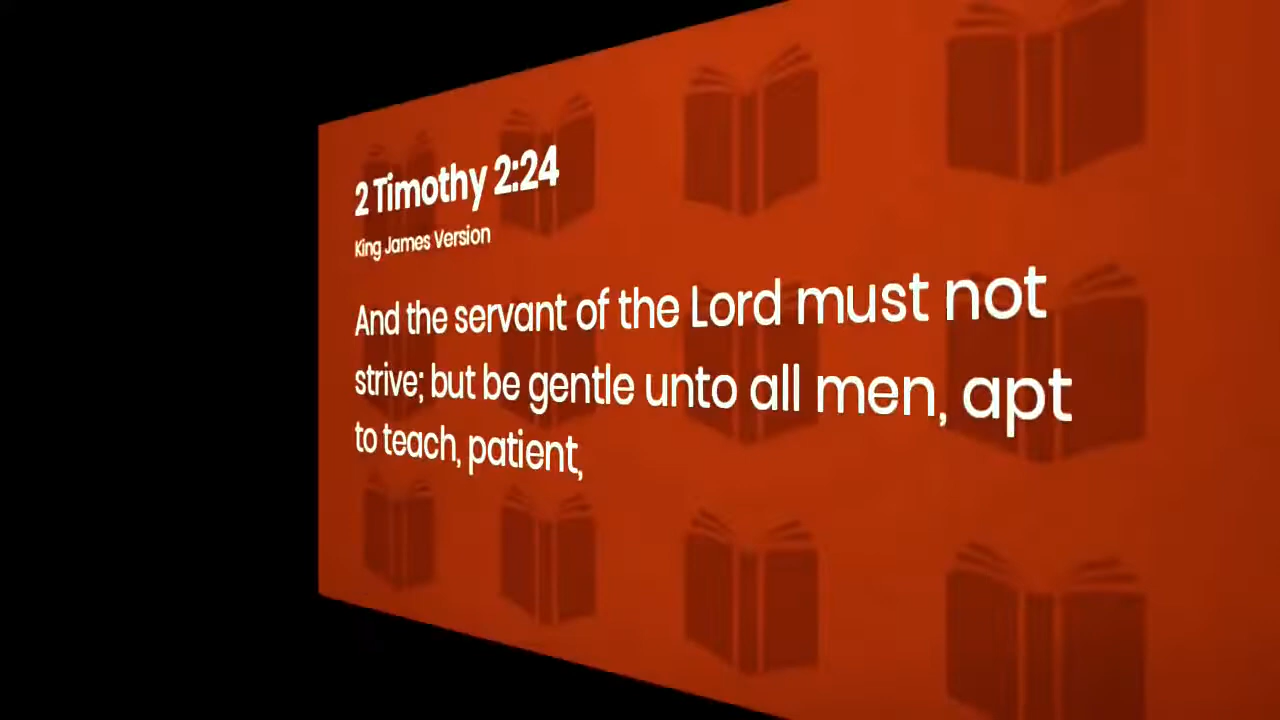 2 Timothy 2:24
King James Version
And the servant of the Lord must not
strive; but be gentle unto all men, apt
to teach, patient,